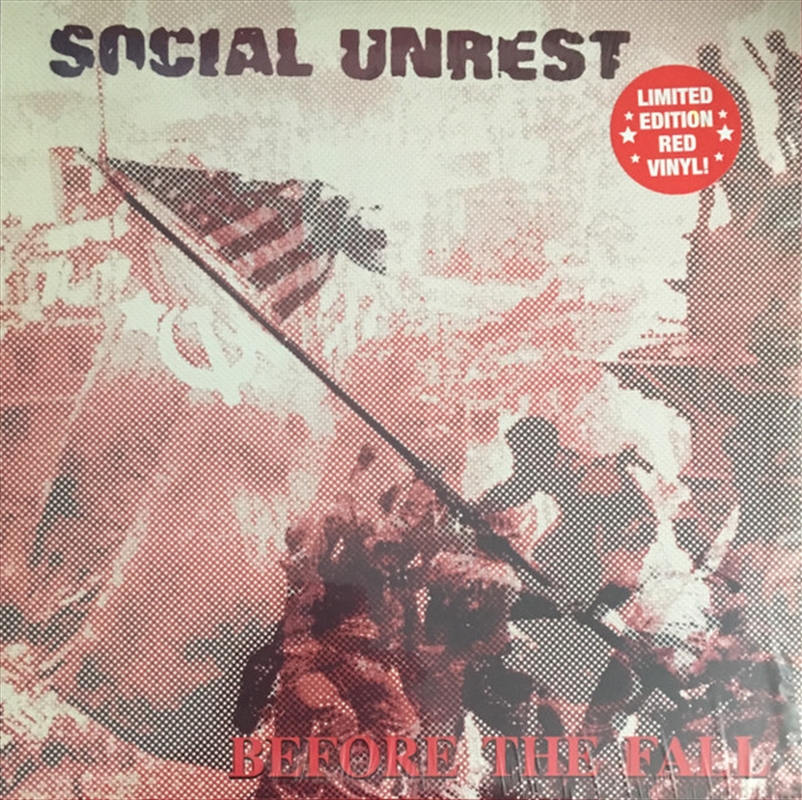 SOCIAL UNREST
LIMITED
EDITION
RED
VINYL!
BEFORE THE FALL